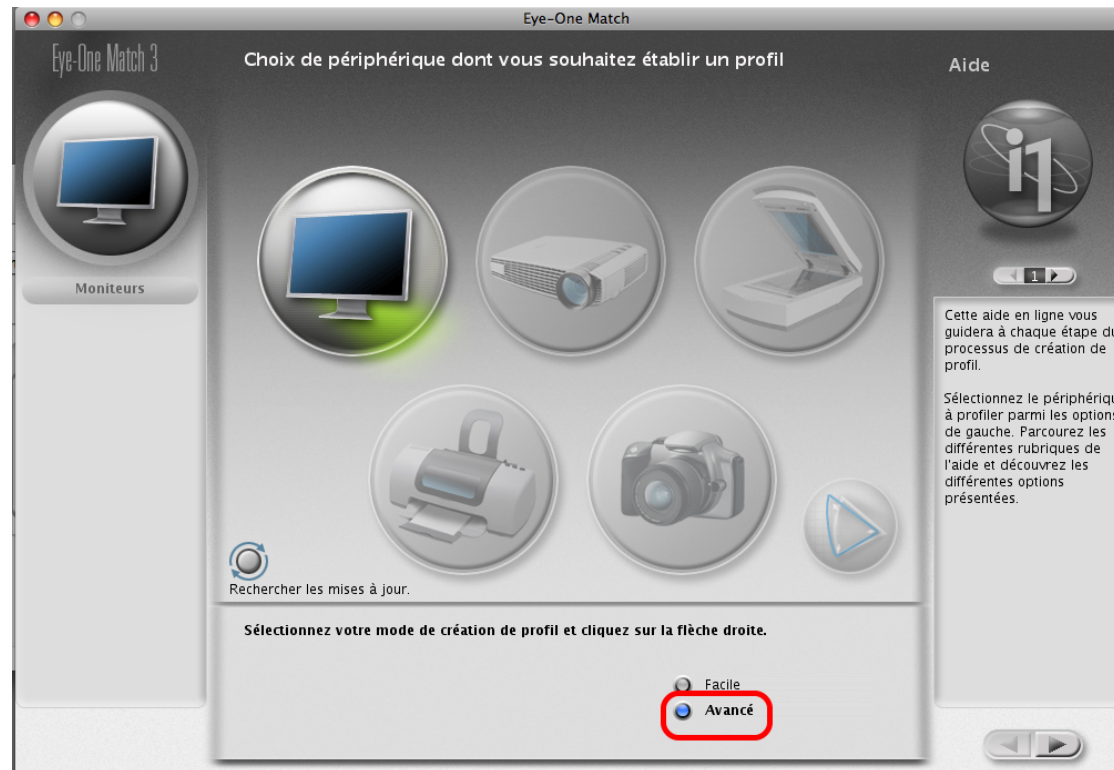 Eye-One Match
Eye-One Match 3
Choix de périphérique dont vous souhaitez établir un profil
Aide
i1
Moniteurs
1
Cette aide en ligne vous
guidera à chaque étape du
processus de création de
profil.
Sélectionnez le périphériqu
à profiler parmi les options
de gauche. Parcourez les
différentes rubriques de
l'aide et découvrez les
différentes options
présentées.
Rechercher les mises à jour.
Sélectionnez votre mode de création de profil et cliquez sur la flèche droite.
Facile
Avancé